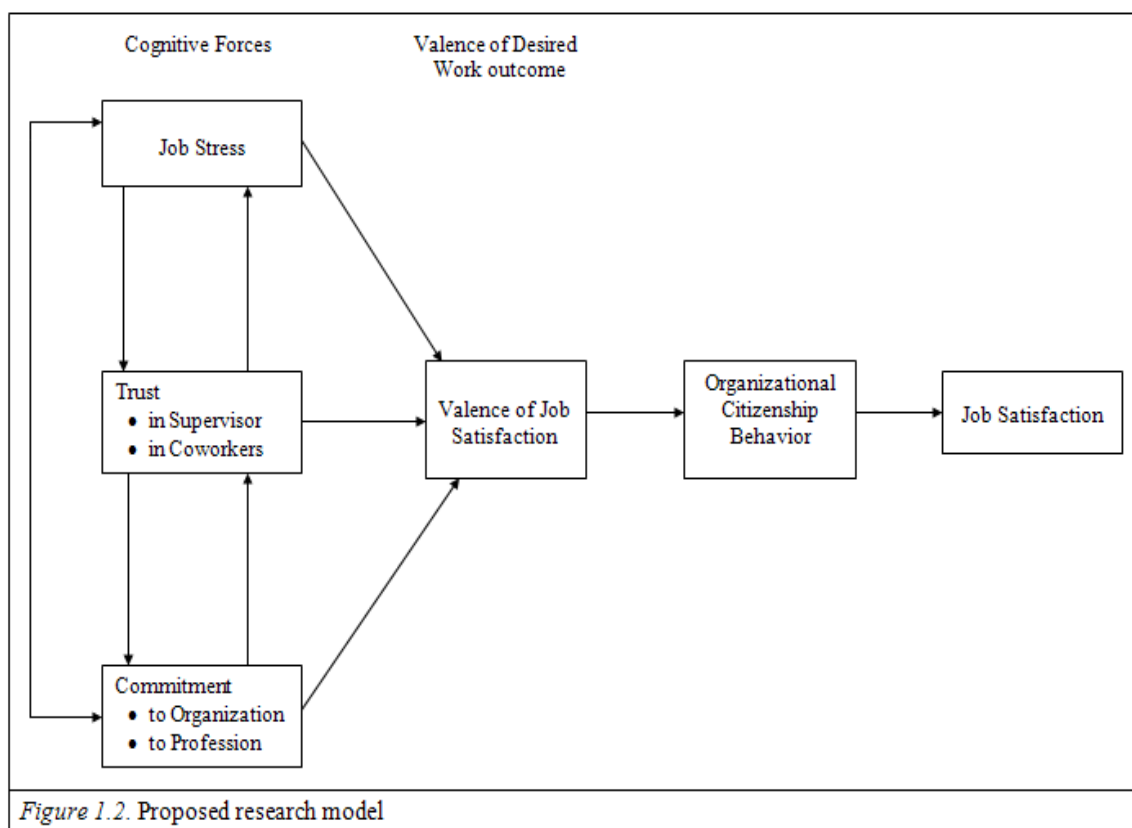 Cognitive Forces
Valence of Desired
Work outcome
Job Stress
Trust
• in Supervisor
• in Coworkers
Valence of Job
Satisfaction
Organizational
Citizenship
Behavior
Job Satisfaction
Commitment
• to Organization
• to Profession
Figure 1.2. Proposed research model